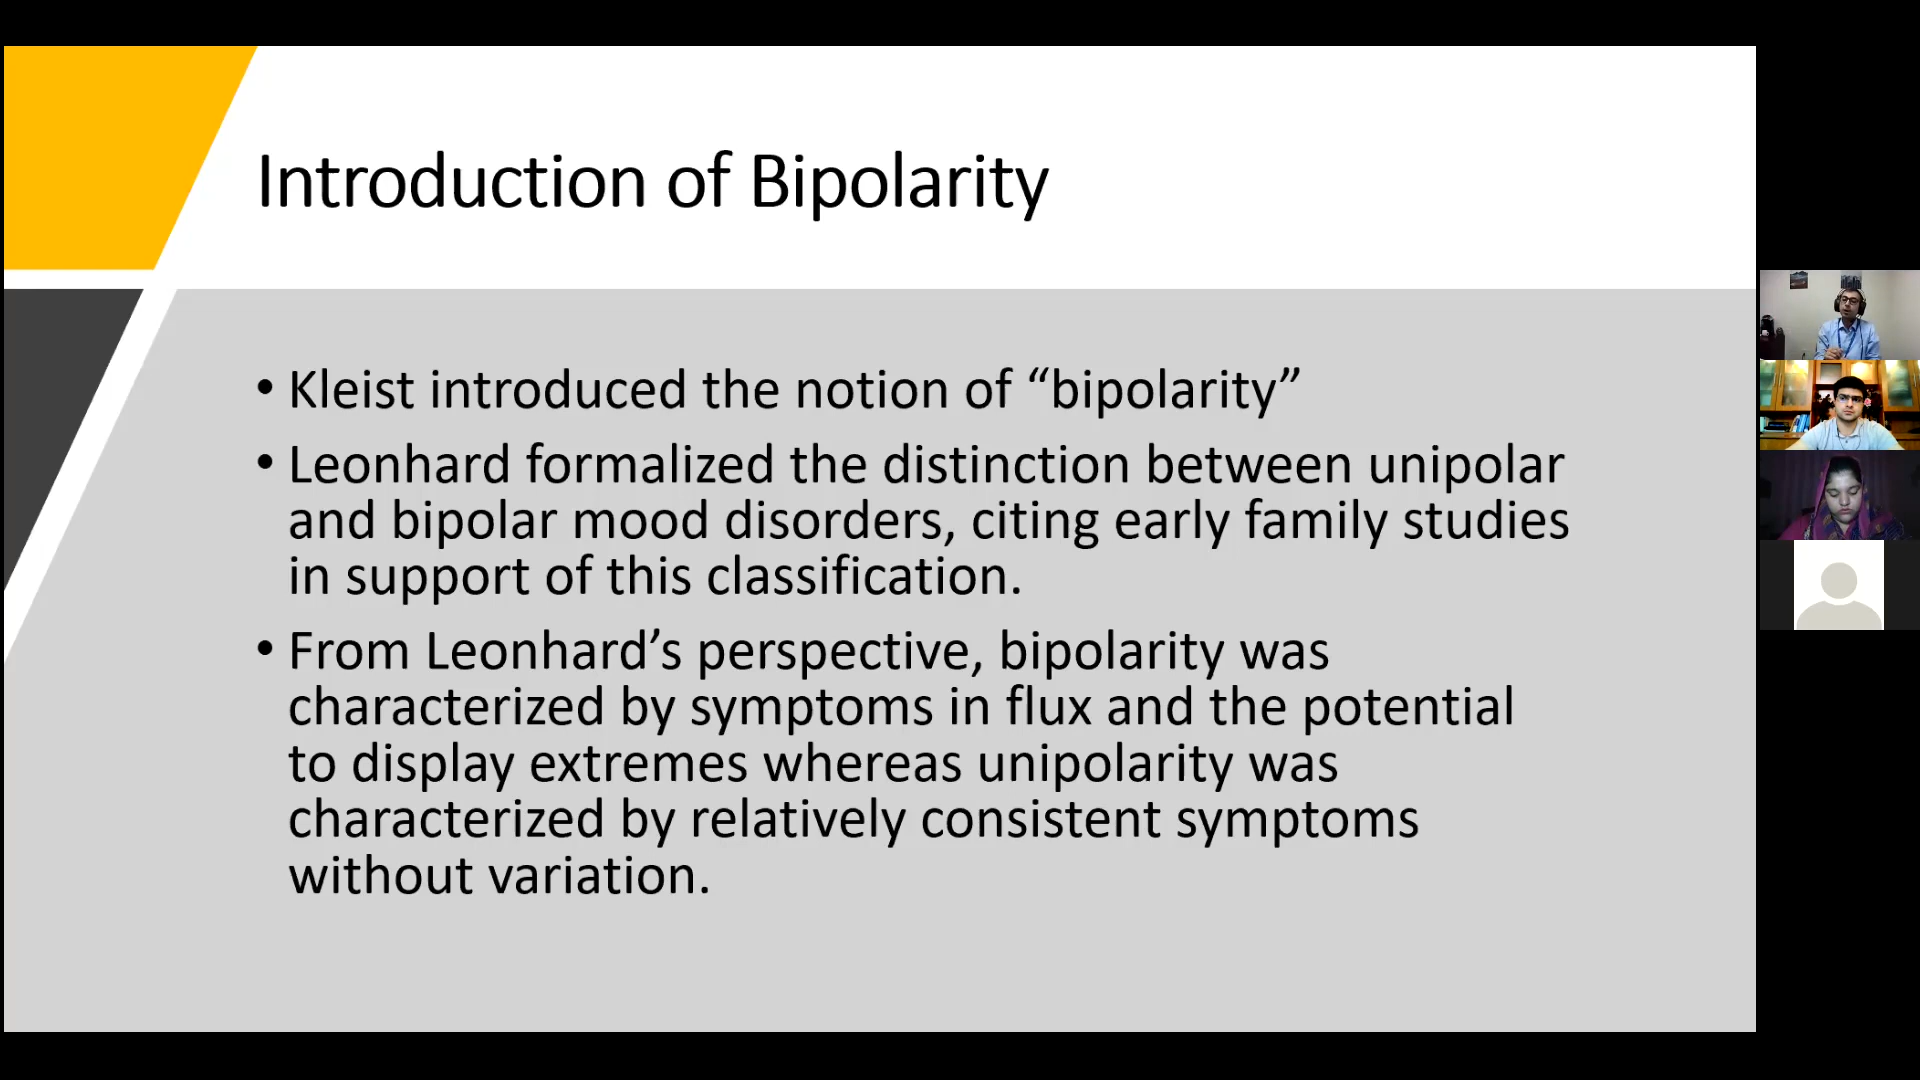 Introduction of Bipolarity
• Kleist introduced the notion of “bipolarity”
• Leonhard formalized the distinction between unipolar
and bipolar mood disorders, citing early family studies
in support of this classification.
• From Leonhard’s perspective, bipolarity was
characterized by symptoms in flux and the potential
to display extremes whereas unipolarity was
characterized by relatively consistent symptoms
without variation.